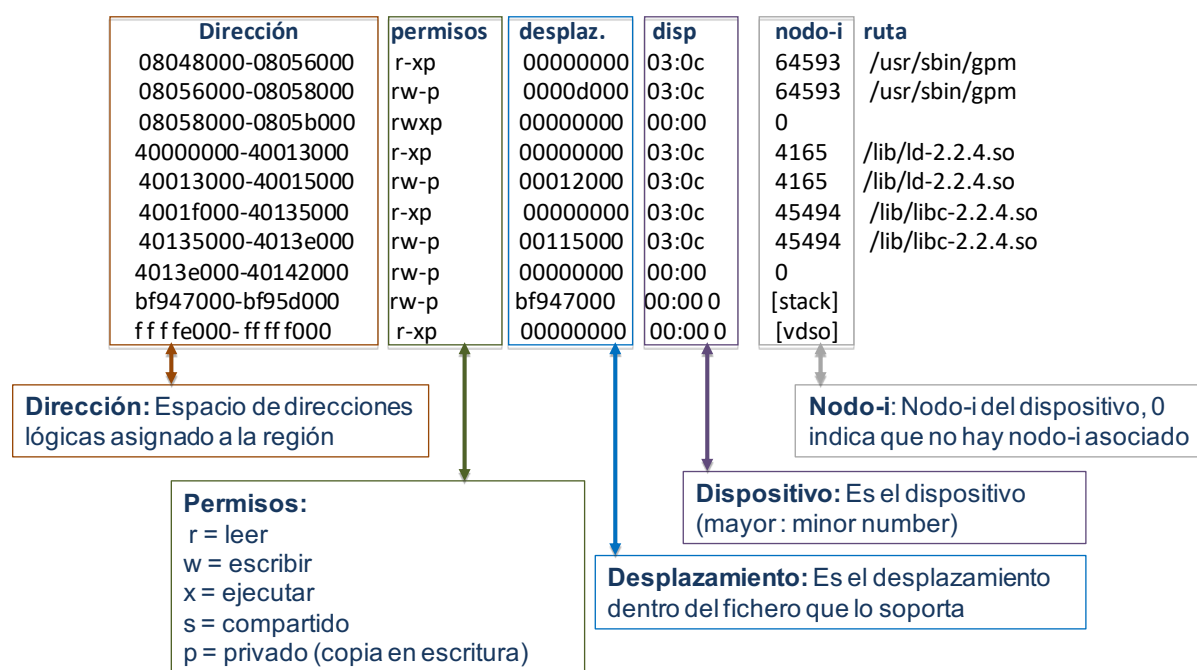 Dirección permisos desplaz. disp nodo-i ruta
08048000-08056000 r-xp 00000000 03:0c 64593 /usr/sbin/gpm
08056000-08058000 rw-p 0000d000 03:0c 64593 /usr/sbin/gpm
08058000-0805b000 rwxp 00000000 00:00 0
40000000-40013000 r-xp 00000000 03:0c 4165 /lib/ld-2.2.4.so
40013000-40015000 rw-p 00012000 03:0c 4165 /lib/ld-2.2.4.so
4001f000-40135000 r-xp 00000000 03:0c 45494 /lib/libc-2.2.4.so
40135000-4013e000 rw-p 00115000 03:0c 45494 /lib/libc-2.2.4.so
4013e000-40142000 rw-p 00000000 00:00 0
bf947000-bf95d000 rw-p bf947000 00:00 0 [stack]
ffffe000-fffff000 r-xp 00000000 00:00 0 [vdso]
Dirección: Espacio de direcciones
lógicas asignado a la región
Nodo-i: Nodo-i del dispositivo, 0
indica que no hay nodo-i asociado
Permisos:
r = leer
w = escribir
x = ejecutar
s = compartido
p = privado (copia en escritura)
Dispositivo: Es el dispositivo
(mayor : minor number)
Desplazamiento: Es el desplazamiento
dentro del fichero que lo soporta